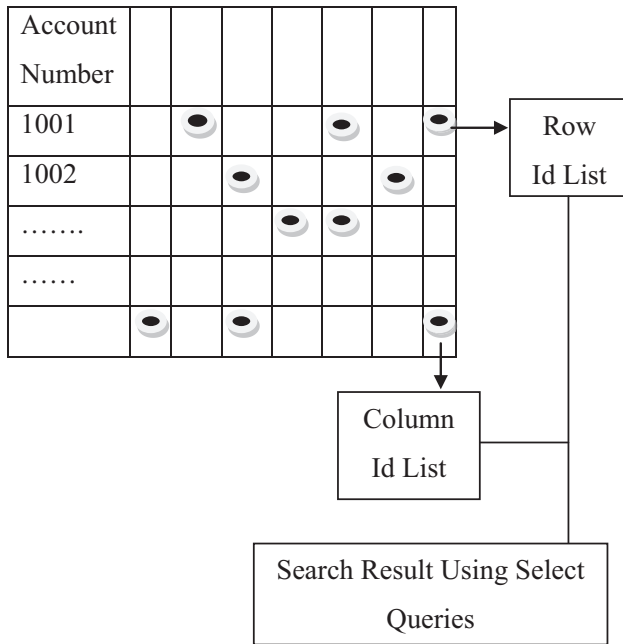 Account
Number
1001
1002
…….
……
Row
Id List
Column
Id List
Search Result Using Select
Queries